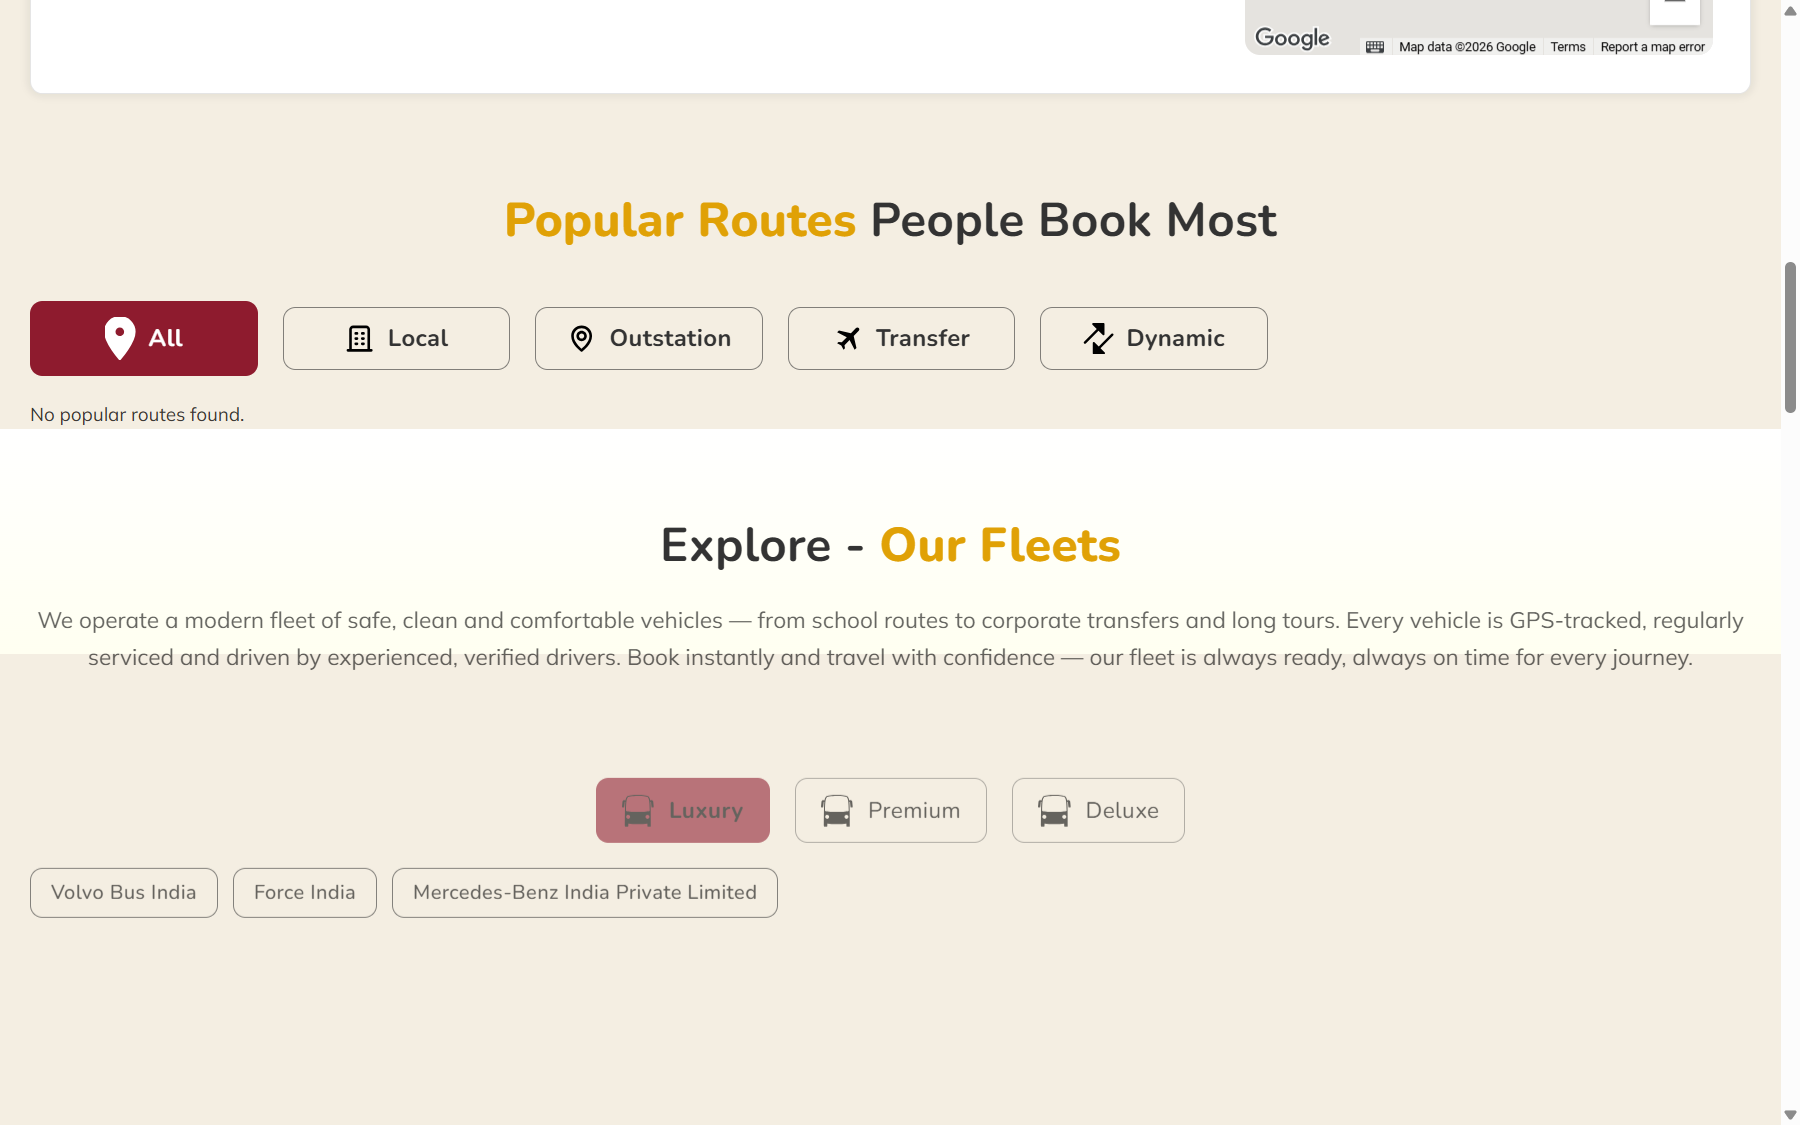 Google
Map data ©2026 Google
Terms
Report a map error
Popular Routes People Book Most
All
Local
Outstation
Transfer
Dynamic
No popular routes found.
Explore - Our Fleets
We operate a modern fleet of safe, clean and comfortable vehicles — from school routes to corporate transfers and long tours. Every vehicle is GPS-tracked, regularly
serviced and driven by experienced, verified drivers. Book instantly and travel with confidence — our fleet is always ready, always on time for every journey.
Luxury
Premium
Deluxe
Volvo Bus India
Force India
Mercedes-Benz India Private Limited